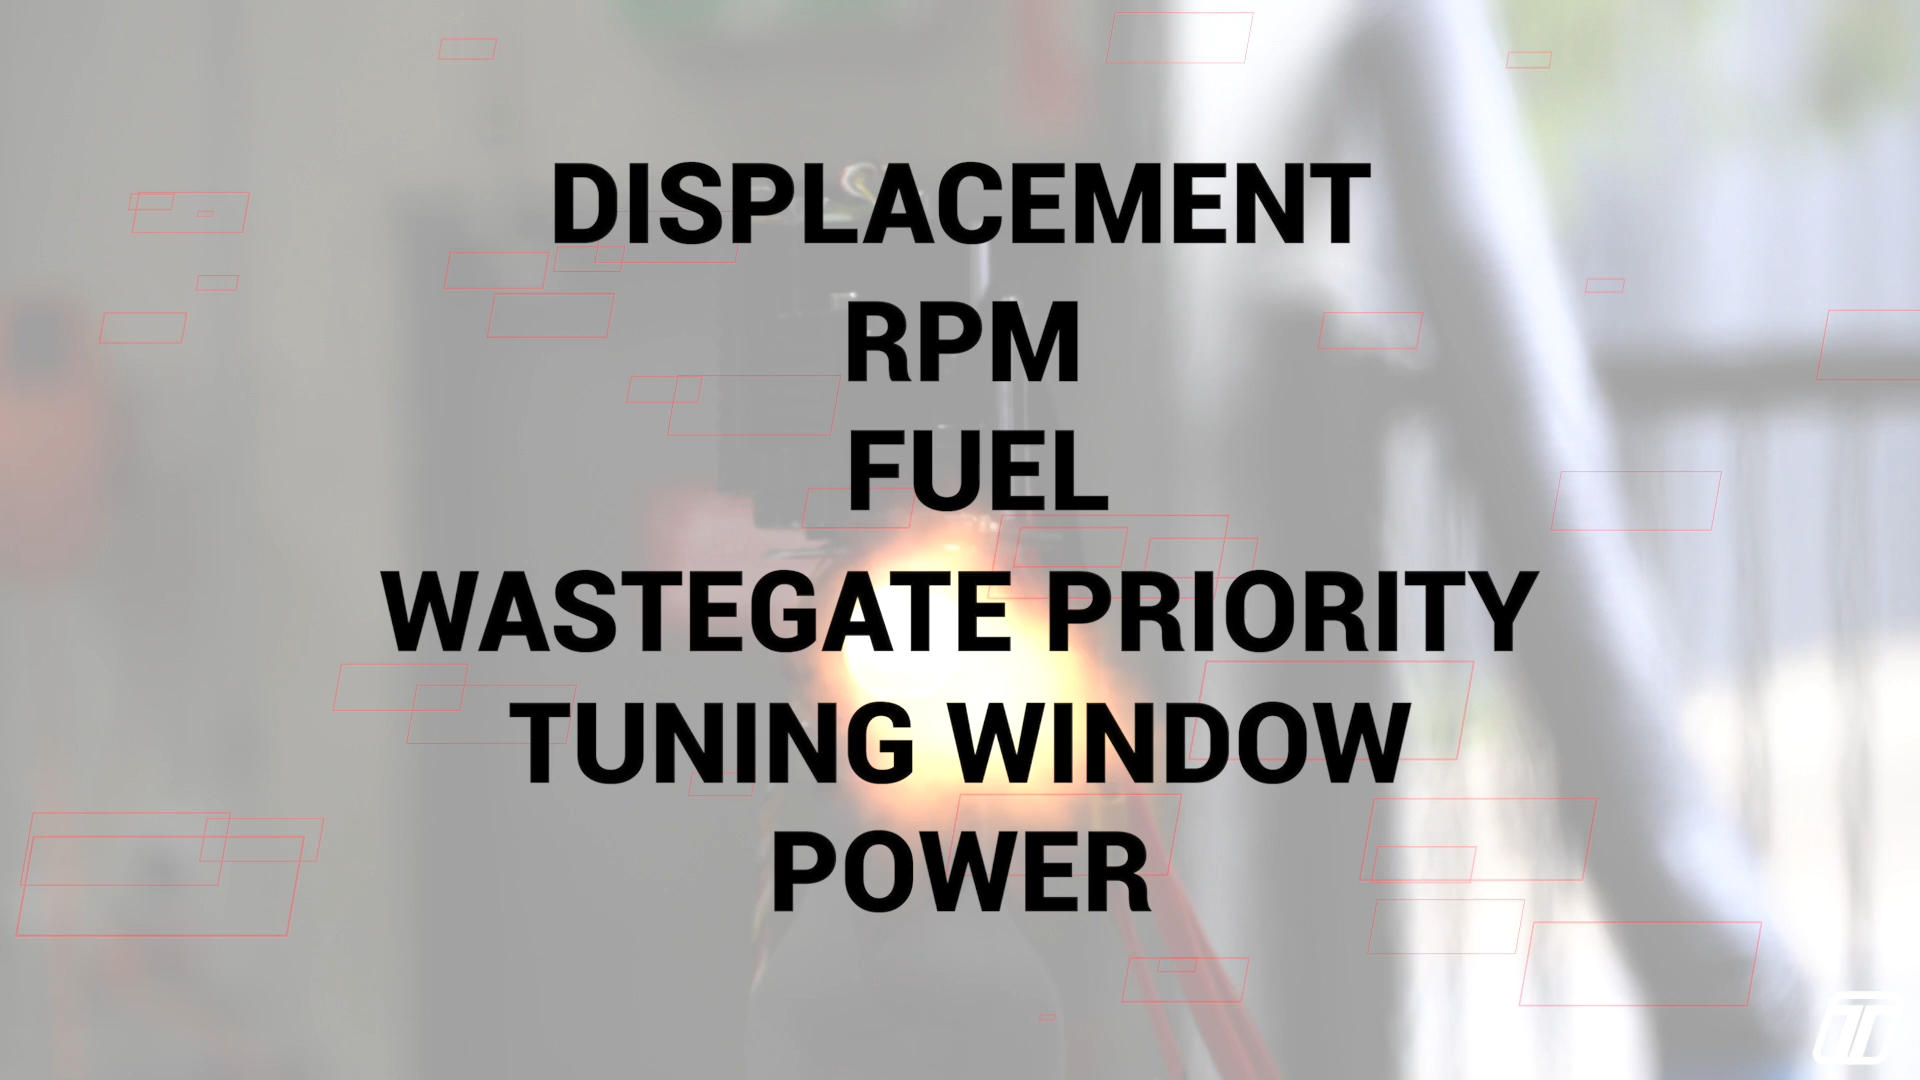 DISPLACEMENT
RPM
FUEL
WASTEGATE PRIORITY
TUNING WINDOW
POWER